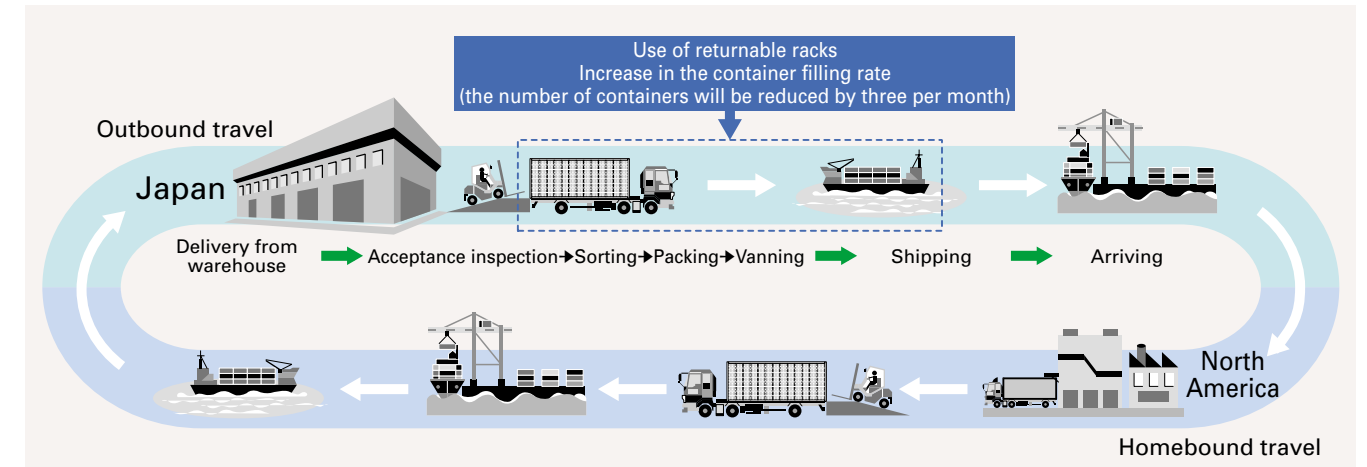 Use of returnable racks
Increase in the container filling rate
(the number of containers will be reduced by three per month)
Outbound travel
Japan
Delivery from
warehouse
Acceptance inspection→Sorting→Packing→Vanning
Shipping
Arriving
North
America
Homebound travel